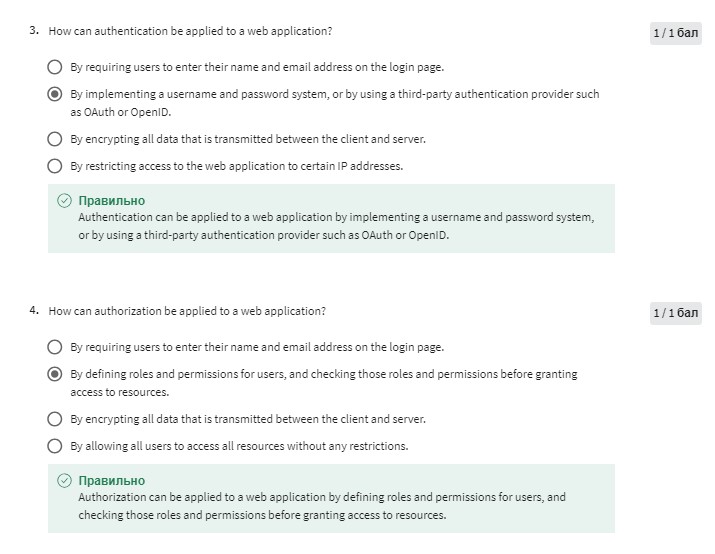 3. How can authentication be applied to a web application?
1 / 1 бал
By requiring users to enter their name and email address on the login page.
By implementing a username and password system, or by using a third-party authentication provider such
as OAuth or OpenID.
By encrypting all data that is transmitted between the client and server.
By restricting access to the web application to certain IP addresses.
Правильно
Authentication can be applied to a web application by implementing a username and password system,
or by using a third-party authentication provider such as OAuth or OpenID.
4. How can authorization be applied to a web application?
1 / 1 бал
By requiring users to enter their name and email address on the login page.
By defining roles and permissions for users, and checking those roles and permissions before granting
access to resources.
By encrypting all data that is transmitted between the client and server.
By allowing all users to access all resources without any restrictions.
Правильно
Authorization can be applied to a web application by defining roles and permissions for users, and
checking those roles and permissions before granting access to resources.